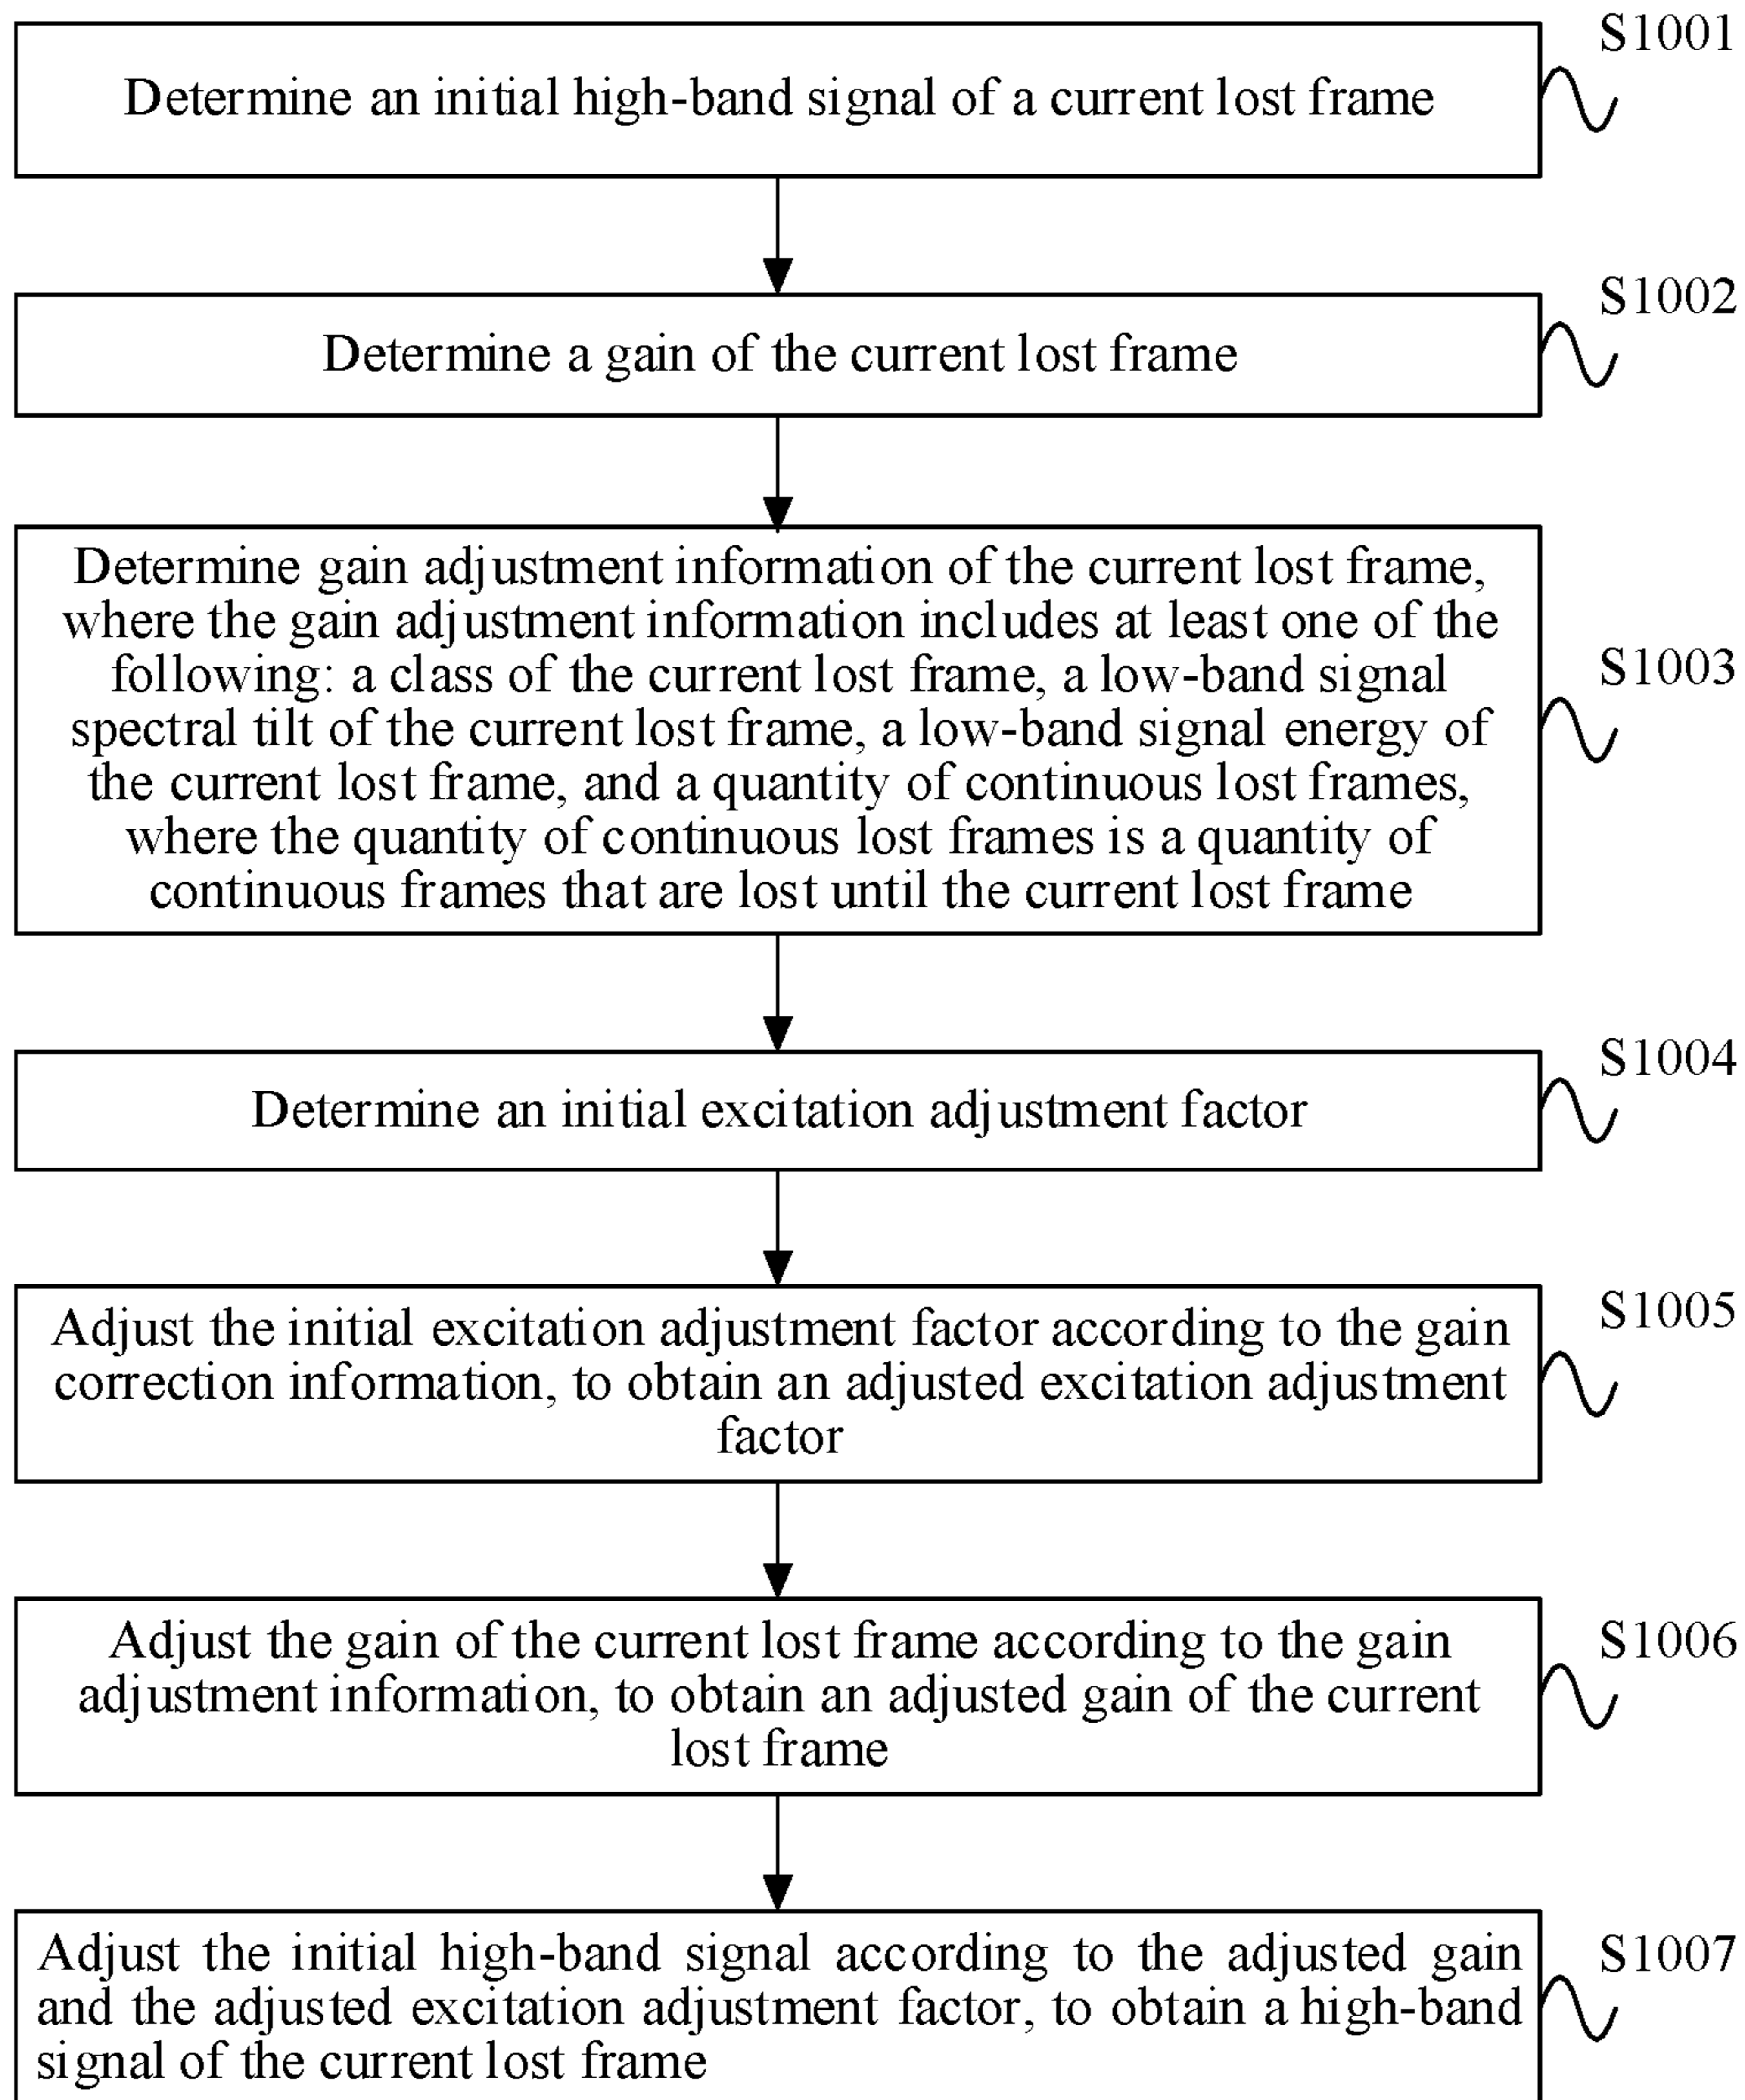 S1001
Determine an initial high-band signal of a current lost frame
S1002
Determine a gain of the current lost frame
Determine gain adjustment information of the current lost frame,
where the gain adjustment information includes at least one of the
following: a class of the current lost frame, a low-band signal
S1003
spectral tilt of the current lost frame, a low-band signal energy of
the current lost frame, and a quantity of continuous lost frames,
where the quantity of continuous lost frames is a quantity of
continuous frames that are lost until the current lost frame
S1004
Determine an initial excitation adjustment factor
S1005
Adjust the initial excitation adjustment factor according to the gain
correction information, to obtain an adjusted excitation adjustment
factor
S1006
Adjust the gain of the current lost frame according to the gain
adjustment information, to obtain an adjusted gain of the current
lost frame
S1007
Adjust the initial high-band signal according to the adjusted gain
and the adjusted excitation adjustment factor, to obtain a high-band
signal of the current lost frame